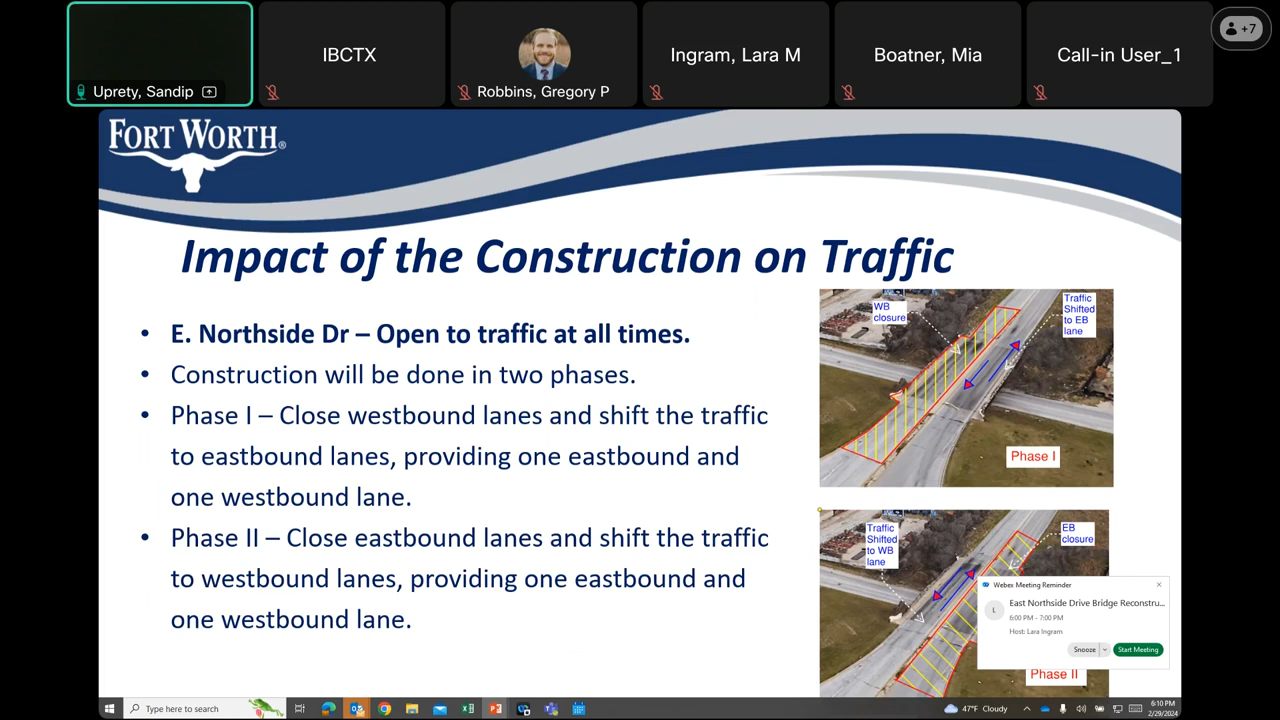 +7
Uprety, Sandip
IBCTX
Robbins, Gregory P
Ingram, Lara M
Boatner, Mia
Call-in User_1
FORT WORTH®
Impact of the Construction on Traffic
• E. Northside Dr – Open to traffic at all times.
• Construction will be done in two phases.
• Phase I – Close westbound lanes and shift the traffic
to eastbound lanes, providing one eastbound and
one westbound lane.
• Phase II – Close eastbound lanes and shift the traffic
to westbound lanes, providing one eastbound and
one westbound lane.
WB
closure
Traffic
Shifted
to EB
lane
Phase I
Traffic
Shifted
to WB
lane
EB
closure
Phase II
Webex Meeting Reminder
L
East Northside Drive Bridge Reconstru...
6:00 PM - 7:00 PM
Host: Lara Ingram
Snooze
Start Meeting
Type here to search
47°F Cloudy
6:10 PM
2/29/2024